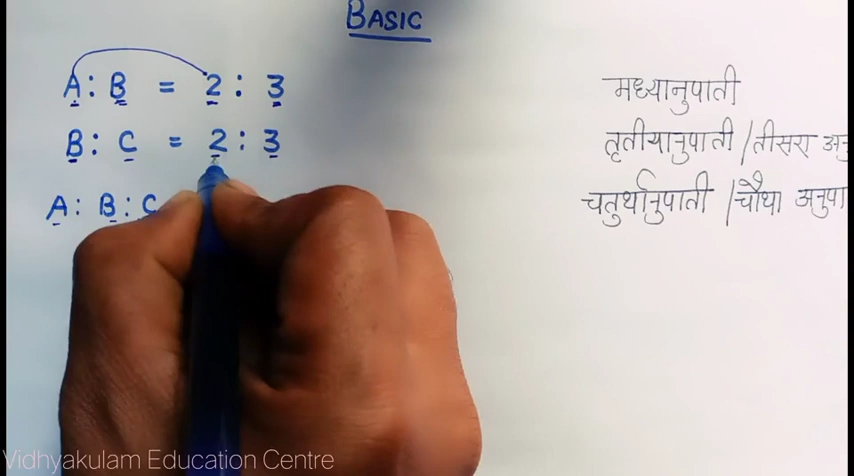 BASIC
A : B = 2 : 3
B : C = 2 : 3
A : B : C
मध्यानुपाती
तृतीयानुपाती / तीसरा
चतुर्थानुपाती / चौथा
Vidhyakulam Education Centre